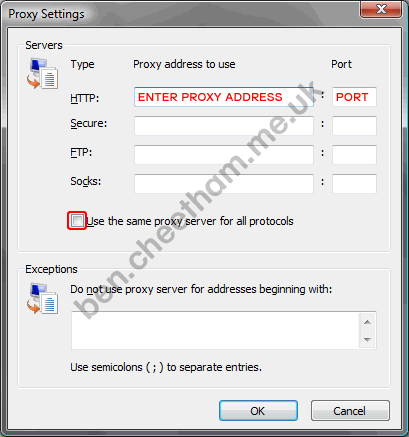 Proxy Settings
Servers
Type Proxy address to use Port
HTTP: ENTER PROXY ADDRESS : PORT
Secure: :
FTP: :
Socks: :
Use the same proxy server for all protocols
Exceptions
Do not use proxy server for addresses beginning with:
Use semicolons ( ; ) to separate entries.
OK Cancel
ben.cheetham.me.uk